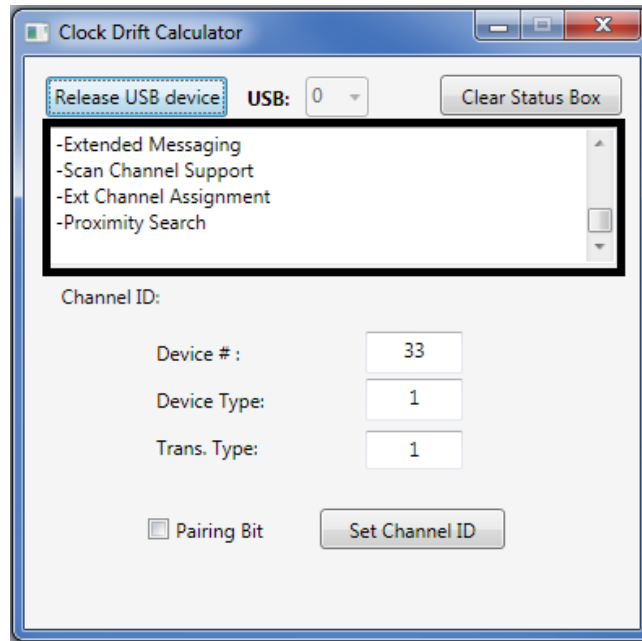 Clock Drift Calculator
Release USB device USB: 0 Clear Status Box
-Extended Messaging
-Scan Channel Support
-Ext Channel Assignment
-Proximity Search
Channel ID:
Device # : 33
Device Type: 1
Trans. Type: 1
Pairing Bit Set Channel ID